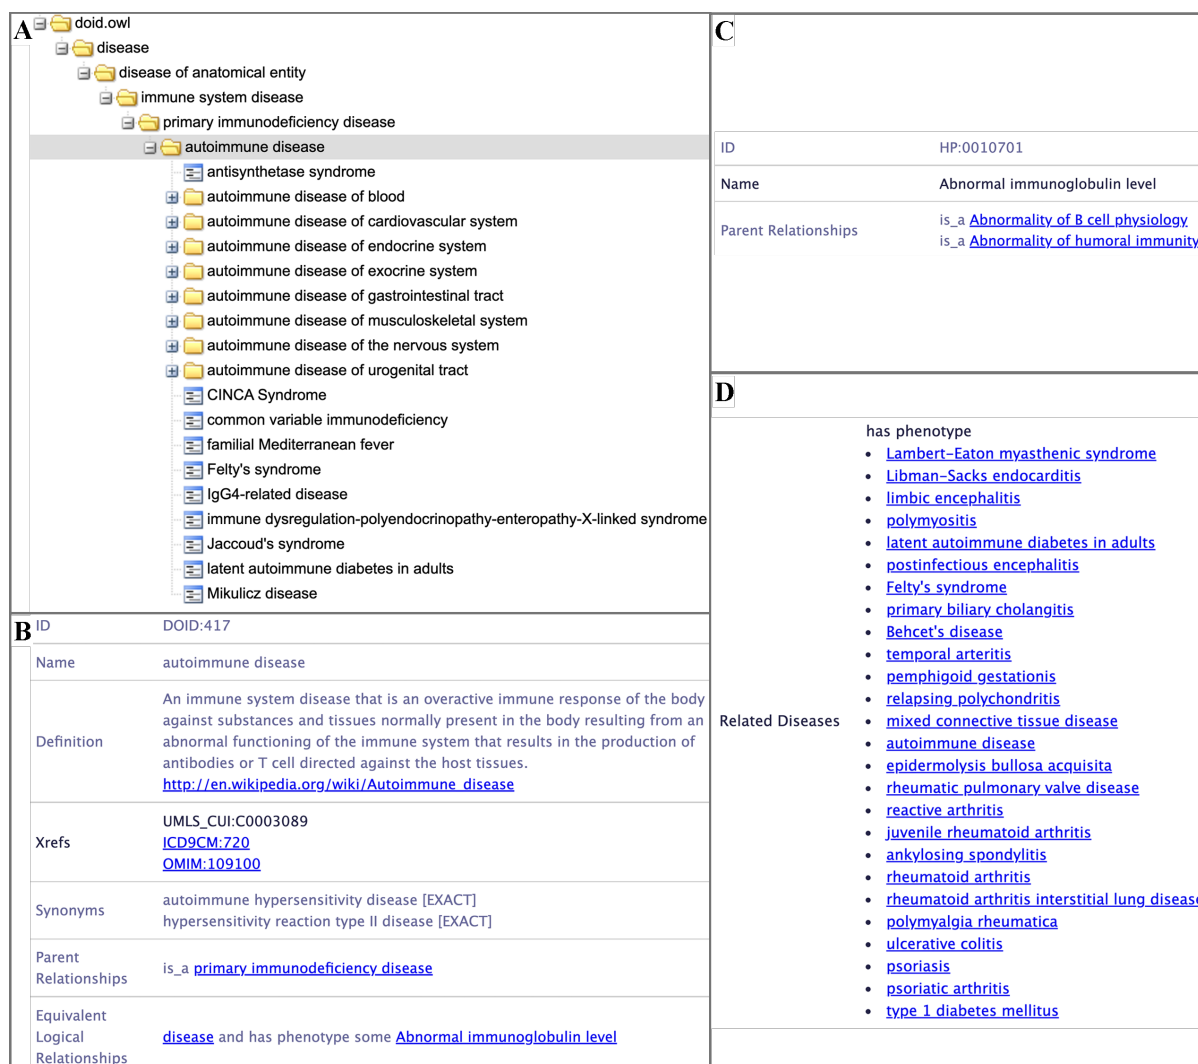 A
doid.owl
disease
disease of anatomical entity
immune system disease
primary immunodeficiency disease
autoimmune disease
antisynthetase syndrome
autoimmune disease of blood
autoimmune disease of cardiovascular system
autoimmune disease of endocrine system
autoimmune disease of exocrine system
autoimmune disease of gastrointestinal tract
autoimmune disease of musculoskeletal system
autoimmune disease of the nervous system
autoimmune disease of urogenital tract
CINCA Syndrome
common variable immunodeficiency
familial Mediterranean fever
Felty's syndrome
IgG4-related disease
immune dysregulation-polyendocrinopathy-enteropathy-X-linked syndrome
Jaccoud's syndrome
latent autoimmune diabetes in adults
Mikulicz disease
B
ID DOID:417
Name autoimmune disease
Definition
An immune system disease that is an overactive immune response of the body
against substances and tissues normally present in the body resulting from an
abnormal functioning of the immune system that results in the production of
antibodies or T cell directed against the host tissues.
http://en.wikipedia.org/wiki/Autoimmune_disease
Xrefs
UMLS_CUI:C0003089
ICD9CM:720
OMIM:109100
Synonyms
autoimmune hypersensitivity disease [EXACT]
hypersensitivity reaction type II disease [EXACT]
Parent
Relationships
is_a primary immunodeficiency disease
Equivalent
Logical
Relationships
disease and has phenotype some Abnormal immunoglobulin level
C
ID HP:0010701
Name Abnormal immunoglobulin level
Parent Relationships
is_a Abnormality of B cell physiology
is_a Abnormality of humoral immunity
D
Related Diseases
has phenotype
Lambert-Eaton myasthenic syndrome
Libman-Sacks endocarditis
limbic encephalitis
polymyositis
latent autoimmune diabetes in adults
postinfectious encephalitis
Felty's syndrome
primary biliary cholangitis
Behcet's disease
temporal arteritis
pemphigoid gestationis
relapsing polychondritis
mixed connective tissue disease
autoimmune disease
epidermolysis bullosa acquisita
rheumatic pulmonary valve disease
reactive arthritis
juvenile rheumatoid arthritis
ankylosing spondylitis
rheumatoid arthritis
rheumatoid arthritis interstitial lung disease
polymyalgia rheumatica
ulcerative colitis
psoriasis
psoriatic arthritis
type 1 diabetes mellitus